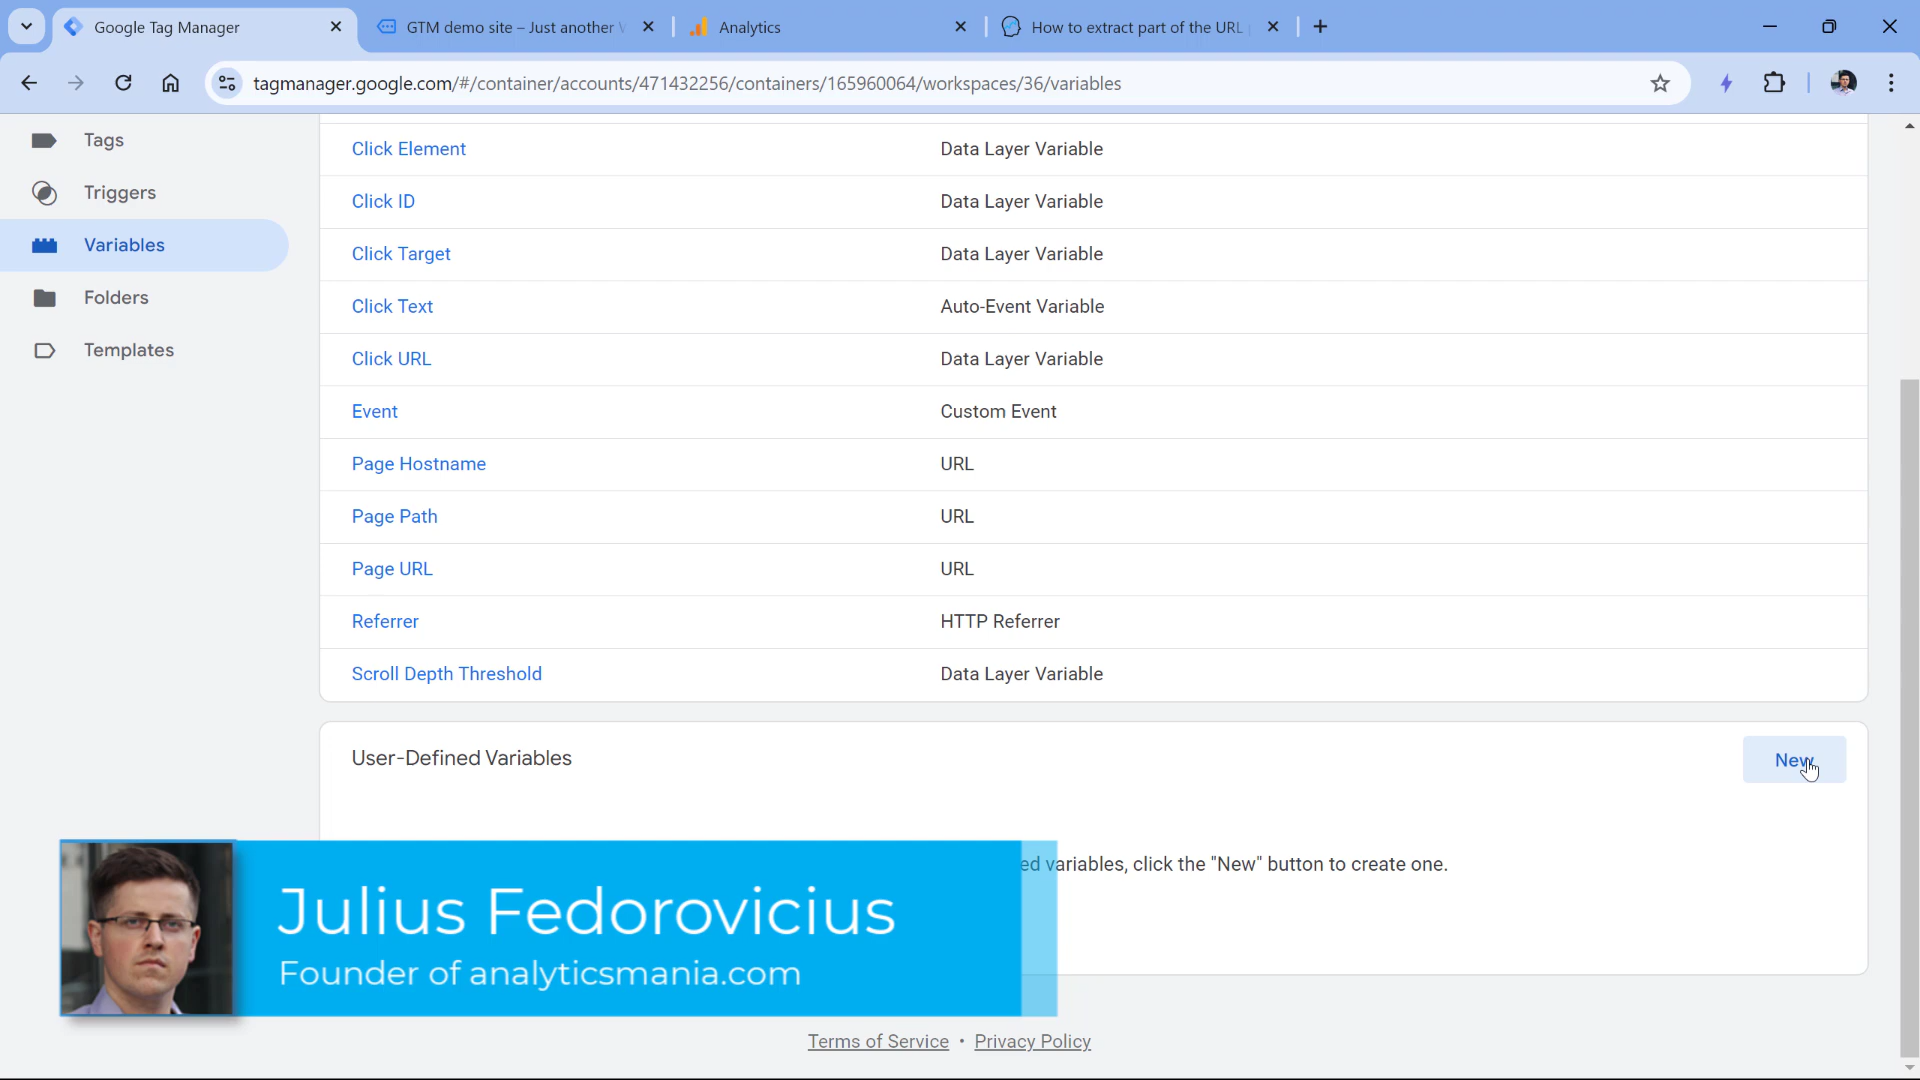 Google Tag Manager
GTM demo site – Just another
Analytics
How to extract part of the URL
tagmanager.google.com/#/container/accounts/471432256/containers/165960064/workspaces/36/variables
Tags
Triggers
Variables
Folders
Templates
Click Element Data Layer Variable
Click ID Data Layer Variable
Click Target Data Layer Variable
Click Text Auto-Event Variable
Click URL Data Layer Variable
Event Custom Event
Page Hostname URL
Page Path URL
Page URL URL
Referrer HTTP Referrer
Scroll Depth Threshold Data Layer Variable
User-Defined Variables
New
variables, click the "New" button to create one.
Julius Fedorovicius
Founder of analyticsmania.com
Terms of Service • Privacy Policy